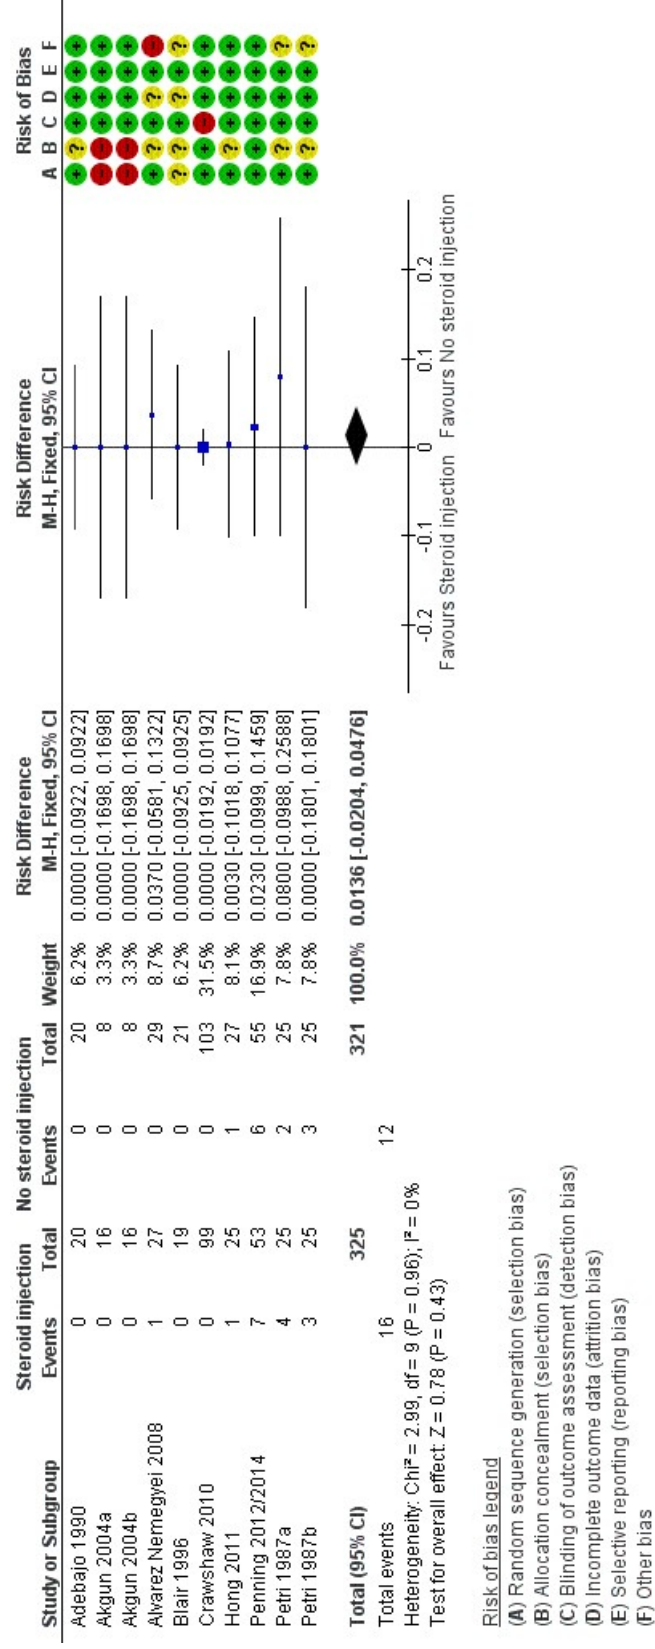 Steroid injection No steroid injection Risk Difference Risk Difference Risk of Bias
Study or Subgroup Events Total Events Total Weight M-H, Fixed, 95% CI M-H, Fixed, 95% CI A B C D E F
Adebajo 1990 0 20 0 20 6.2% 0.0000 [-0.0922, 0.0922] + ? + + + +
Akgun 2004a 0 16 0 8 3.3% 0.0000 [-0.1698, 0.1698] - - + + + +
Akgun 2004b 0 16 0 8 3.3% 0.0000 [-0.1698, 0.1698] - - + + + +
Alvarez Nemegyei 2008 1 27 0 29 8.7% 0.0370 [-0.0581, 0.1322] + ? + ? + -
Blair 1996 0 19 0 21 6.2% 0.0000 [-0.0925, 0.0925] ? ? + ? + ?
Crawshaw 2010 0 99 0 103 31.5% 0.0000 [-0.0192, 0.0192] + + - + + +
Hong 2011 1 25 1 27 8.1% 0.0030 [-0.1018, 0.1077] + ? + + + +
Penning 2012/2014 7 53 6 55 16.9% 0.0230 [-0.0999, 0.1459] + + + + + +
Petri 1987a 4 25 2 25 7.8% 0.0800 [-0.0988, 0.2588] + ? + + + ?
Petri 1987b 3 25 3 25 7.8% 0.0000 [-0.1801, 0.1801] + ? + + + ?
Total (95% CI) 325 321 100.0% 0.0136 [-0.0204, 0.0476]
Total events 16 12
Heterogeneity: Chi² = 2.99, df = 9 (P = 0.96); I² = 0%
Test for overall effect: Z = 0.78 (P = 0.43)
-0.2 -0.1 0 0.1 0.2
Favours Steroid injection Favours No steroid injection
Risk of bias legend
(A) Random sequence generation (selection bias)
(B) Allocation concealment (selection bias)
(C) Blinding of outcome assessment (detection bias)
(D) Incomplete outcome data (attrition bias)
(E) Selective reporting (reporting bias)
(F) Other bias